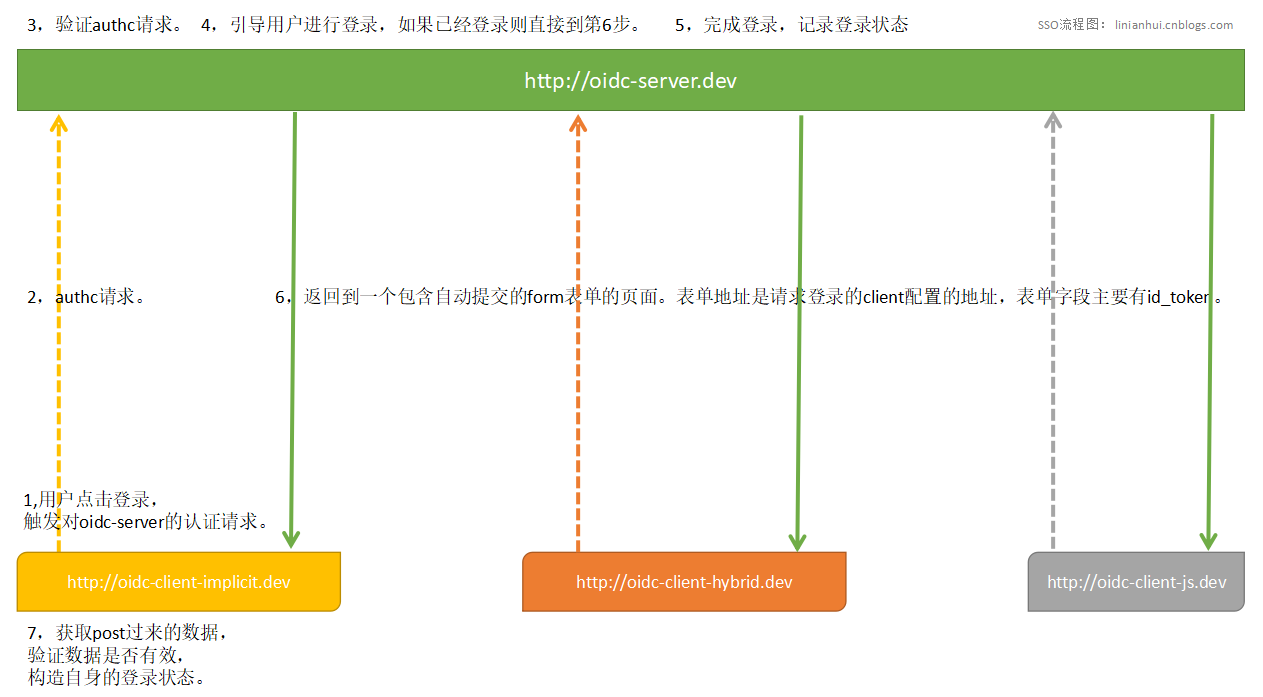 3，验证authc请求。 4，引导用户进行登录，如果已经登录则直接到第6步。 5，完成登录，记录登录状态
SSO流程图：linianhui.cnblogs.com
http://oidc-server.dev
2，authc请求。
6，返回到一个包含自动提交的form表单的页面。表单地址是请求登录的client配置的地址，表单字段主要有id_token。
1,用户点击登录，
触发对oidc-server的认证请求。
http://oidc-client-implicit.dev
http://oidc-client-hybrid.dev
http://oidc-client-js.dev
7，获取post过来的数据，
验证数据是否有效，
构造自身的登录状态。